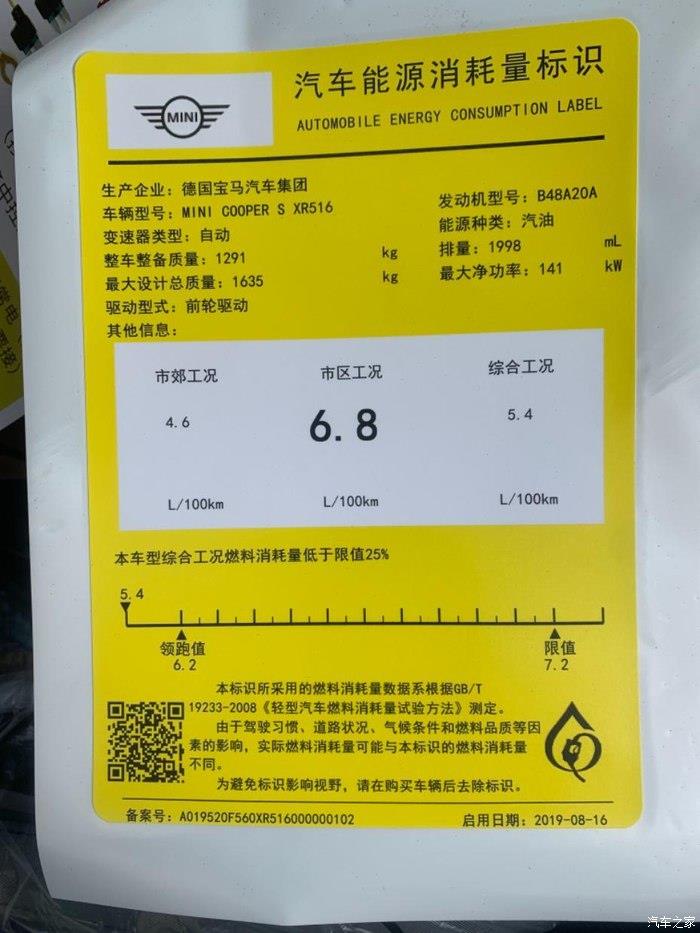 MINI
汽车能源消耗量标识
AUTOMOBILE ENERGY CONSUMPTION LABEL
生产企业：德国宝马汽车集团
车辆型号：MINI COOPER S XR516
变速器类型：自动
整车整备质量：1291 kg
最大设计总质量：1635 kg
驱动型式：前轮驱动
其他信息：
发动机型号：B48A20A
能源种类：汽油
排量：1998 mL
最大净功率：141 kW
市郊工况 市区工况 综合工况
4.6 6.8 5.4
L/100km L/100km L/100km
本车型综合工况燃料消耗量低于限值25%
5.4
领跑值 限值
6.2 7.2
本标识所采用的燃料消耗量数据系根据GB/T
19233-2008《轻型汽车燃料消耗量试验方法》测定。
由于驾驶习惯、道路状况、气候条件和燃料品质等因
素的影响，实际燃料消耗量可能与本标识的燃料消耗量
不同。
为避免标识影响视野，请在购买车辆后去除标识。
备案号：A019520F560XR516000000102 启用日期：2019-08-16
汽车之家